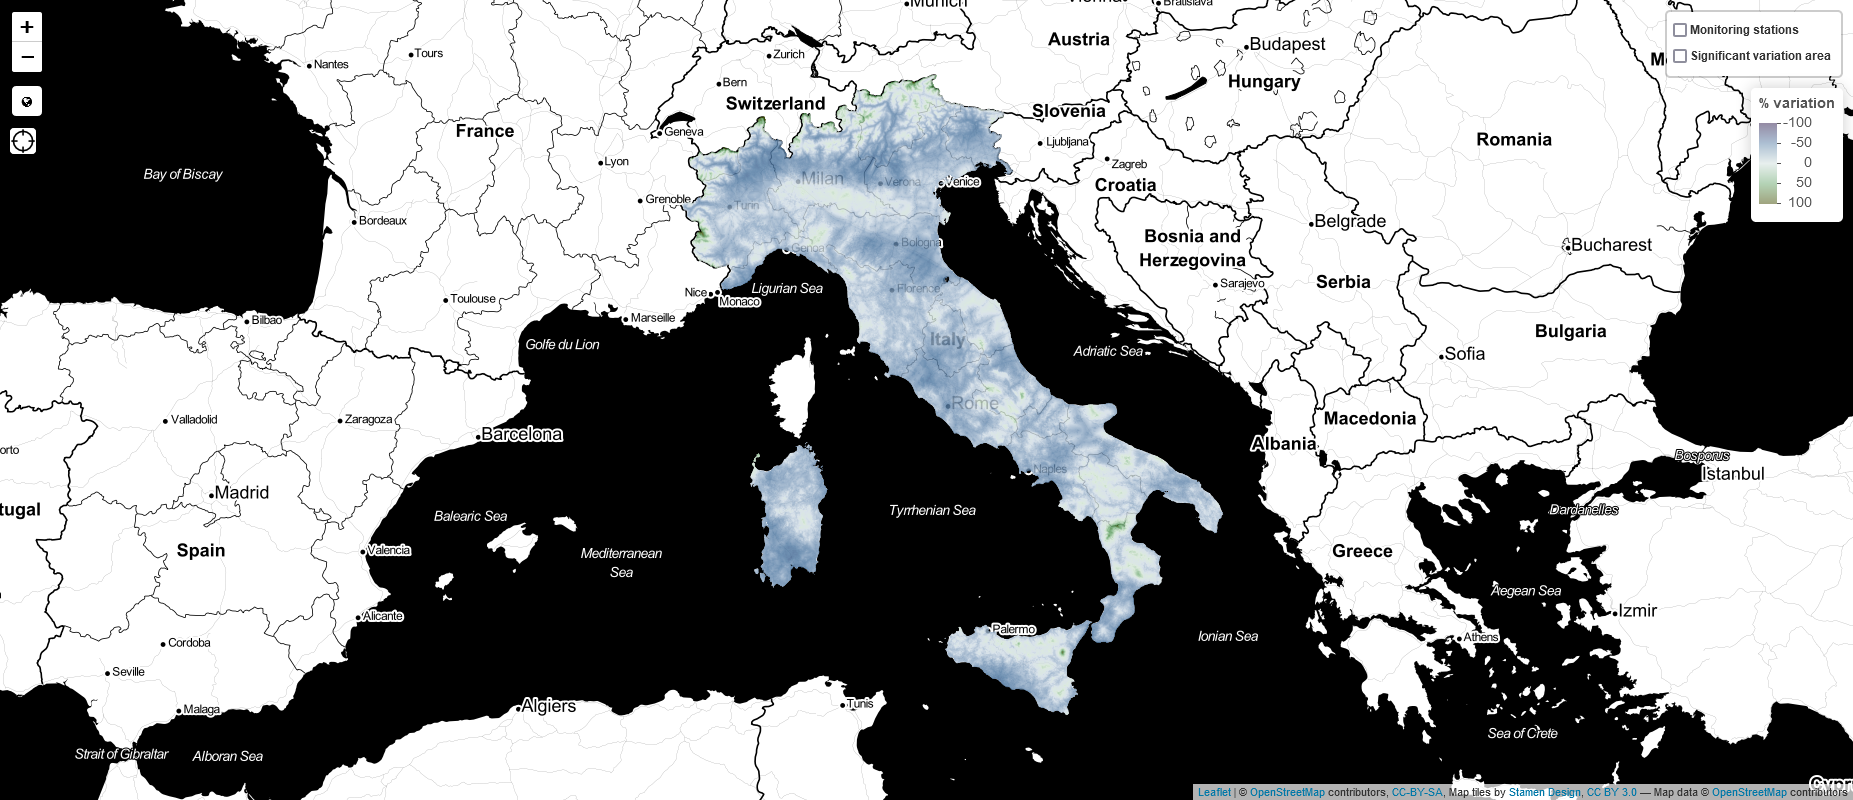 +
−
Monitoring stations
Significant variation area
% variation
-100
-50
0
50
100
Munich
Bratislava
Austria
Budapest
Hungary
Tours
Nantes
Zurich
Bern
Switzerland
Slovenia
Ljubljana
Romania
France
Geneva
Lyon
Zagreb
Croatia
Bay of Biscay
Milan
Verona
Venice
Grenoble
Turin
Bordeaux
Belgrade
Bosnia and
Herzegovina
Bucharest
Bologna
Genoa
Serbia
Sarajevo
Ligurian Sea
Florence
Nice
Monaco
Toulouse
Marseille
Bilbao
Bulgaria
Golfe du Lion
Italy
Adriatic Sea
Sofia
Valladolid
Zaragoza
Rome
Macedonia
Barcelona
Albania
orto
Bosporus
Istanbul
Naples
Madrid
tugal
Balearic Sea
Tyrrhenian Sea
Dardanelles
Spain
Valencia
Mediterranean
Sea
Greece
Aegean Sea
Alicante
Izmir
Palermo
Ionian Sea
Athens
Cordoba
Seville
Malaga
Algiers
Tunis
Sea of Crete
Strait of Gibraltar
Alboran Sea
Leaflet | © OpenStreetMap contributors, CC-BY-SA, Map tiles by Stamen Design, CC BY 3.0 — Map data © OpenStreetMap contributors